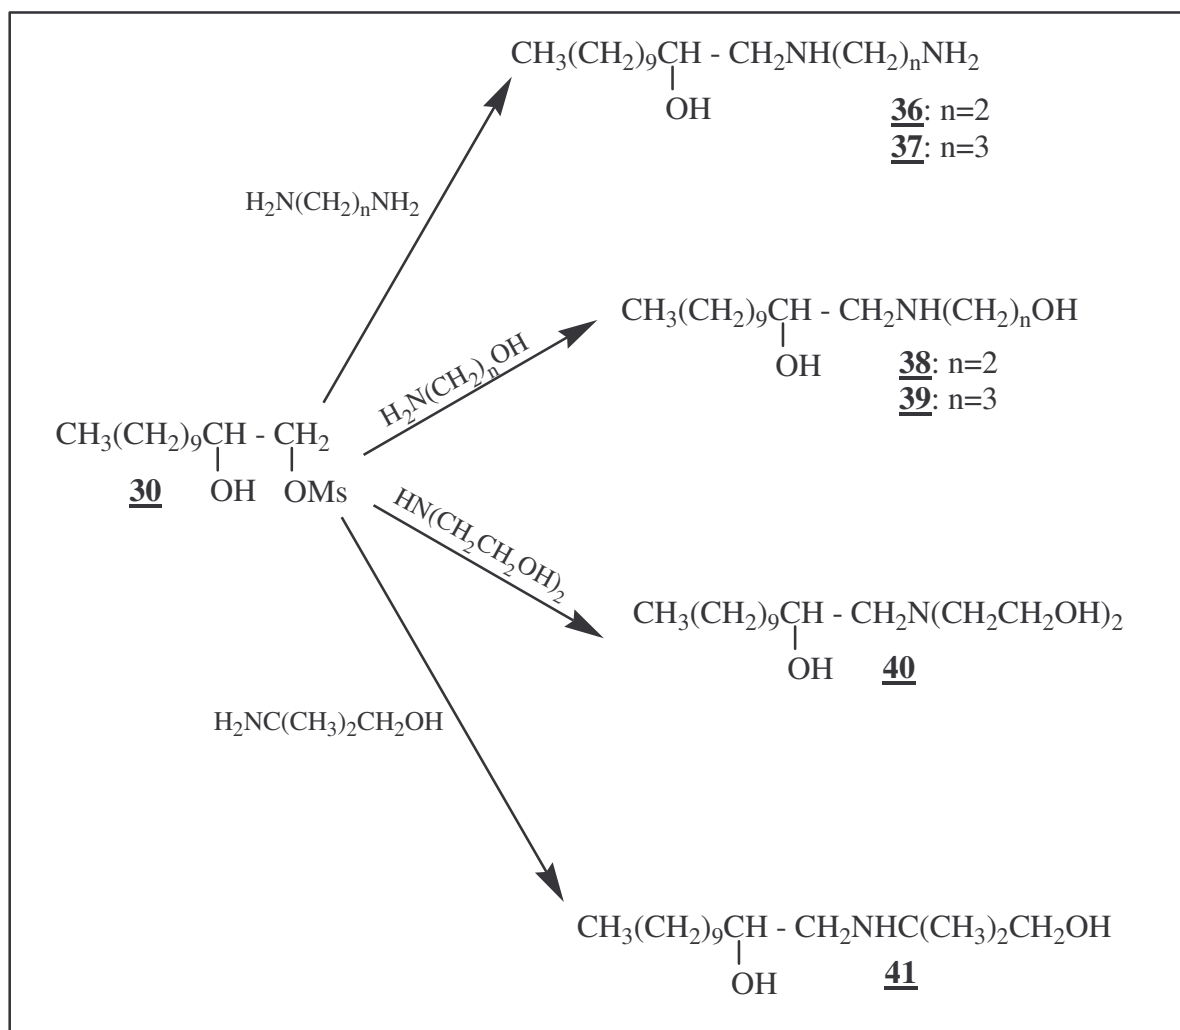 CH₃(CH₂)₉CH - CH₂NH(CH₂)ₙNH₂
OH
36: n=2
37: n=3
H₂N(CH₂)ₙNH₂
CH₃(CH₂)₉CH - CH₂NH(CH₂)ₙOH
OH
38: n=2
39: n=3
H₂N(CH₂)ₙOH
CH₃(CH₂)₉CH - CH₂
30 OH OMs
HN(CH₂CH₂OH)₂
CH₃(CH₂)₉CH - CH₂N(CH₂CH₂OH)₂
OH 40
H₂NC(CH₃)₂CH₂OH
CH₃(CH₂)₉CH - CH₂NHC(CH₃)₂CH₂OH
OH 41